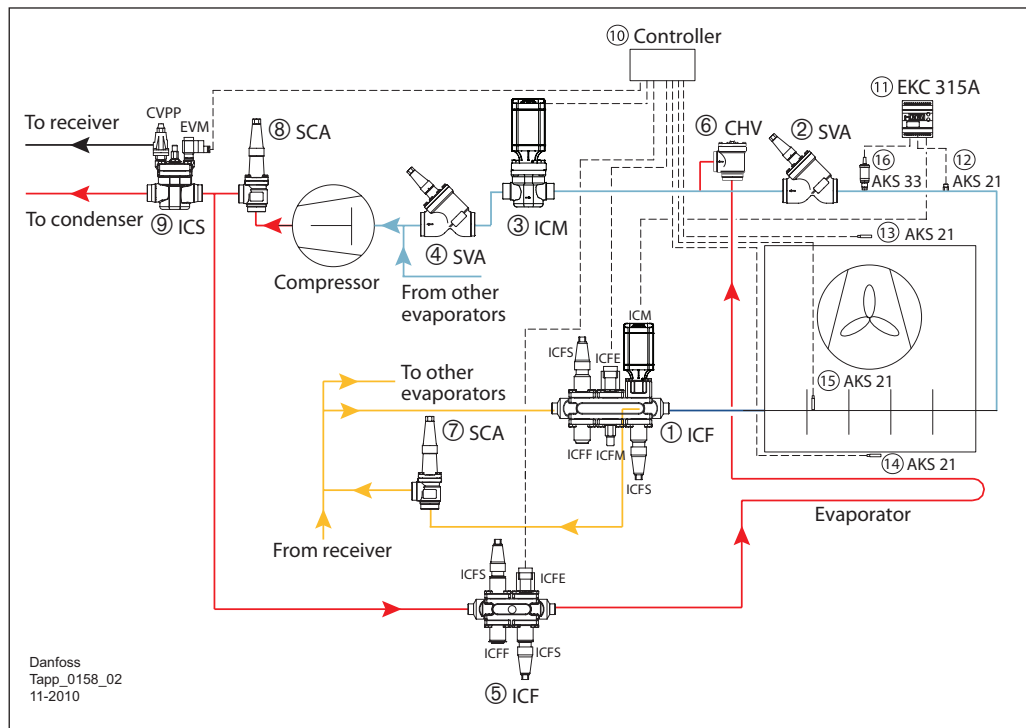 ⑩ Controller
⑪ EKC 315A
CVPP
EVM
To receiver
⑧ SCA
⑥ CHV
② SVA
⑯
AKS 33
⑫
AKS 21
To condenser
⑨ ICS
③ ICM
④ SVA
⑬ AKS 21
Compressor
From other
evaporators
ICM
ICFS
ICFE
To other
evaporators
⑮ AKS 21
⑦ SCA
① ICF
ICFF
ICFM
ICFS
⑭ AKS 21
Evaporator
From receiver
ICFS
ICFE
ICFF
ICFS
⑤ ICF
Danfoss
Tapp_0158_02
11-2010